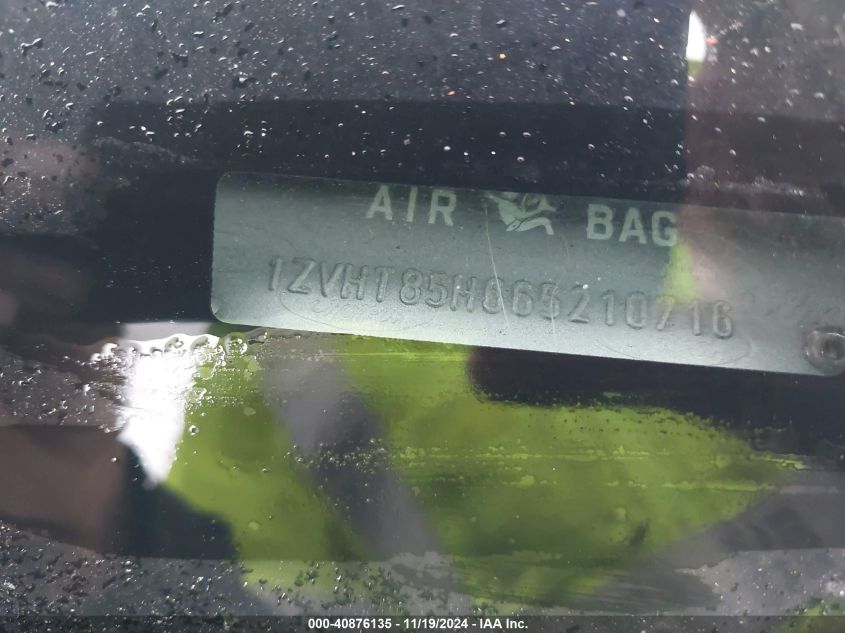 AIR BAG
1ZVHT85H865210716
000-40876135 - 11/19/2024 - IAA Inc.